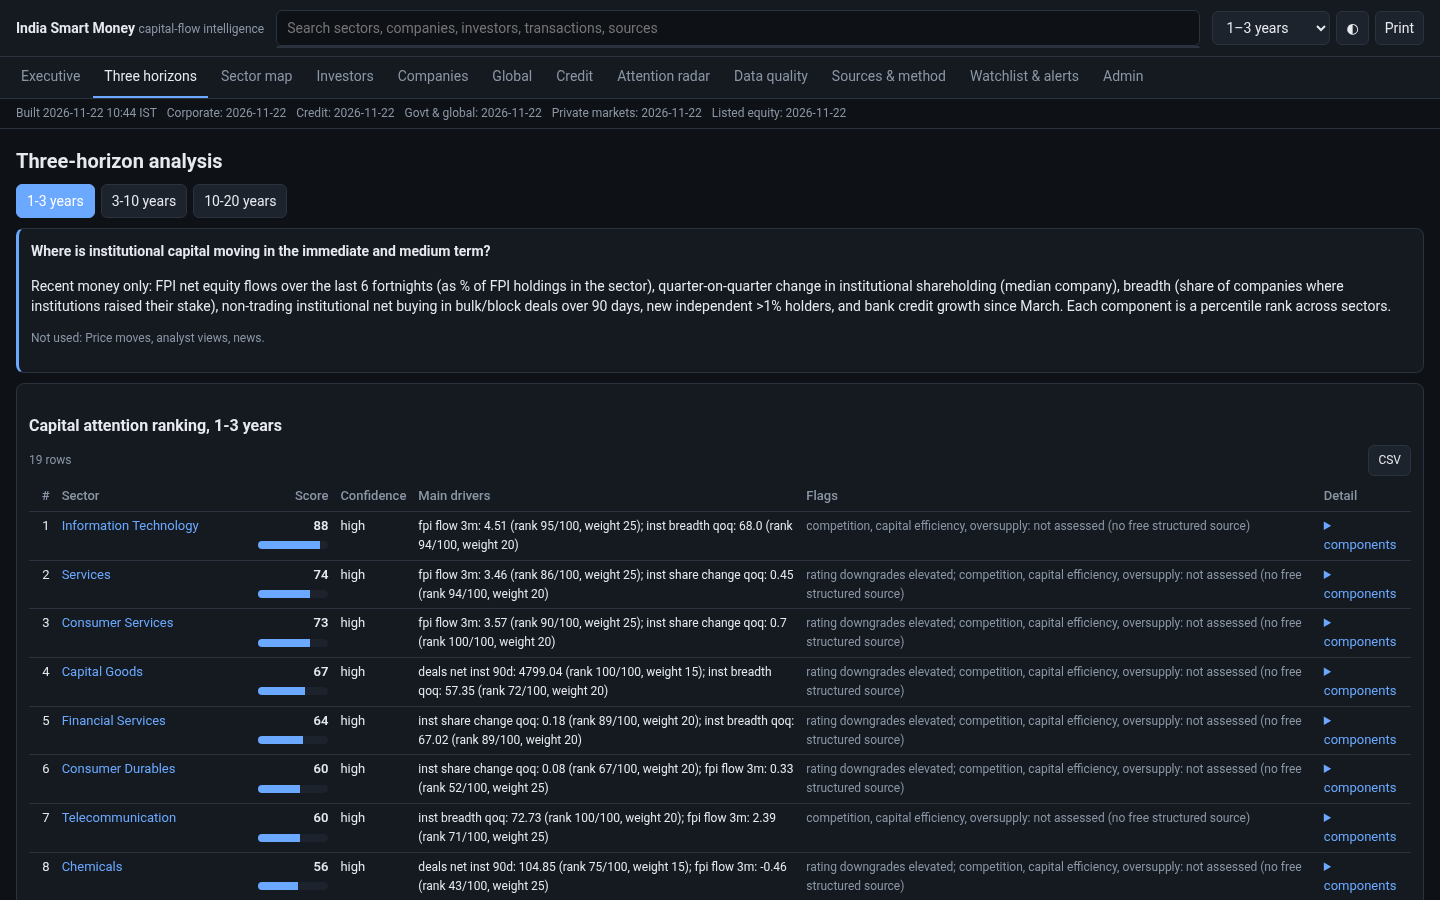 India Smart Money capital-flow intelligence
Search sectors, companies, investors, transactions, sources
1–3 years
Print
Executive Three horizons Sector map Investors Companies Global Credit Attention radar Data quality Sources & method Watchlist & alerts Admin
Built 2026-11-22 10:44 IST Corporate: 2026-11-22 Credit: 2026-11-22 Govt & global: 2026-11-22 Private markets: 2026-11-22 Listed equity: 2026-11-22
Three-horizon analysis
1-3 years 3-10 years 10-20 years
Where is institutional capital moving in the immediate and medium term?
Recent money only: FPI net equity flows over the last 6 fortnights (as % of FPI holdings in the sector), quarter-on-quarter change in institutional shareholding (median company), breadth (share of companies where
institutions raised their stake), non-trading institutional net buying in bulk/block deals over 90 days, new independent >1% holders, and bank credit growth since March. Each component is a percentile rank across sectors.
Not used: Price moves, analyst views, news.
Capital attention ranking, 1-3 years
19 rows
CSV
# Sector Score Confidence Main drivers Flags Detail
1 Information Technology 88 high fpi flow 3m: 4.51 (rank 95/100, weight 25); inst breadth qoq: 68.0 (rank competition, capital efficiency, oversupply: not assessed (no free structured source) ▶
94/100, weight 20) components
2 Services 74 high fpi flow 3m: 3.46 (rank 86/100, weight 25); inst share change qoq: 0.45 rating downgrades elevated; competition, capital efficiency, oversupply: not assessed (no free ▶
(rank 94/100, weight 20) structured source) components
3 Consumer Services 73 high fpi flow 3m: 3.57 (rank 90/100, weight 25); inst share change qoq: 0.7 rating downgrades elevated; competition, capital efficiency, oversupply: not assessed (no free ▶
(rank 100/100, weight 20) structured source) components
4 Capital Goods 67 high deals net inst 90d: 4799.04 (rank 100/100, weight 15); inst breadth rating downgrades elevated; competition, capital efficiency, oversupply: not assessed (no free ▶
qoq: 57.35 (rank 72/100, weight 20) structured source) components
5 Financial Services 64 high inst share change qoq: 0.18 (rank 89/100, weight 20); inst breadth qoq: rating downgrades elevated; competition, capital efficiency, oversupply: not assessed (no free ▶
67.02 (rank 89/100, weight 20) structured source) components
6 Consumer Durables 60 high inst share change qoq: 0.08 (rank 67/100, weight 20); fpi flow 3m: 0.33 rating downgrades elevated; competition, capital efficiency, oversupply: not assessed (no free ▶
(rank 52/100, weight 25) structured source) components
7 Telecommunication 60 high inst breadth qoq: 72.73 (rank 100/100, weight 20); fpi flow 3m: 2.39 competition, capital efficiency, oversupply: not assessed (no free structured source) ▶
(rank 71/100, weight 25) components
8 Chemicals 56 high deals net inst 90d: 104.85 (rank 75/100, weight 15); fpi flow 3m: -0.46 rating downgrades elevated; competition, capital efficiency, oversupply: not assessed (no free ▶
(rank 43/100, weight 25) structured source) components